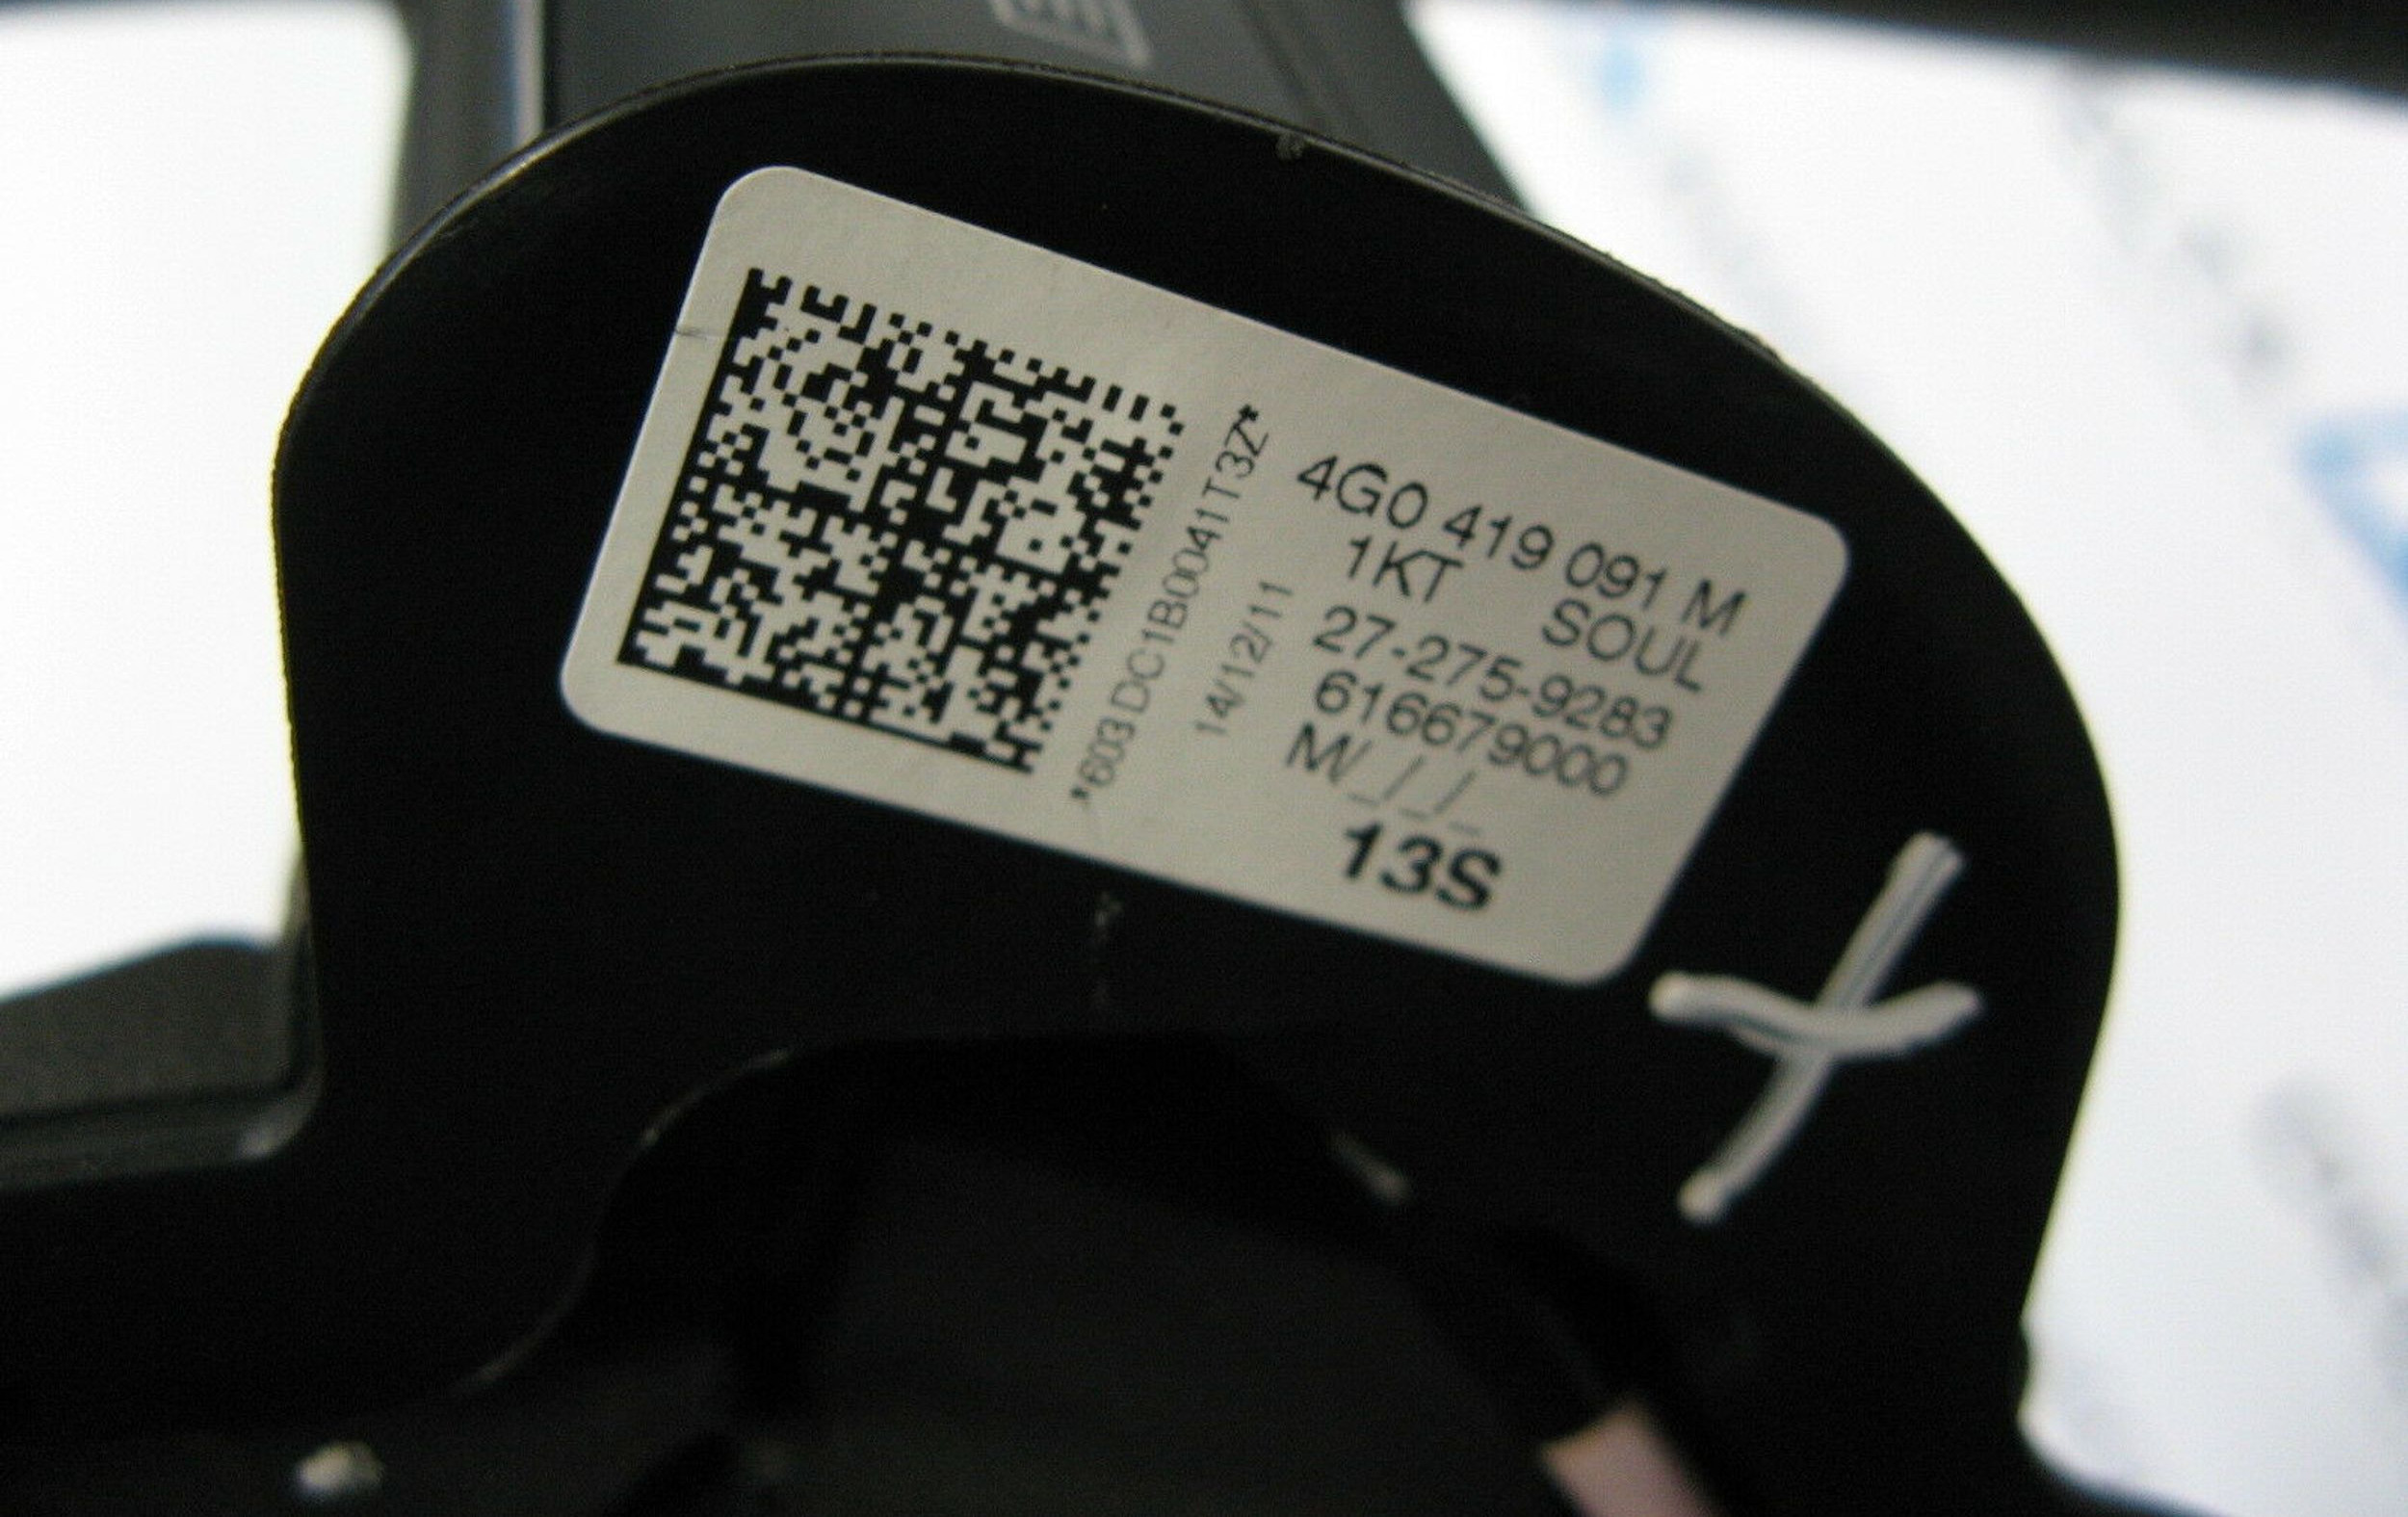 *603 DC1B0041T3Z*
14/12/11
4G0 419 091 M
1KT SOUL
27-275-9283
616679000
M/_/_/_
13S